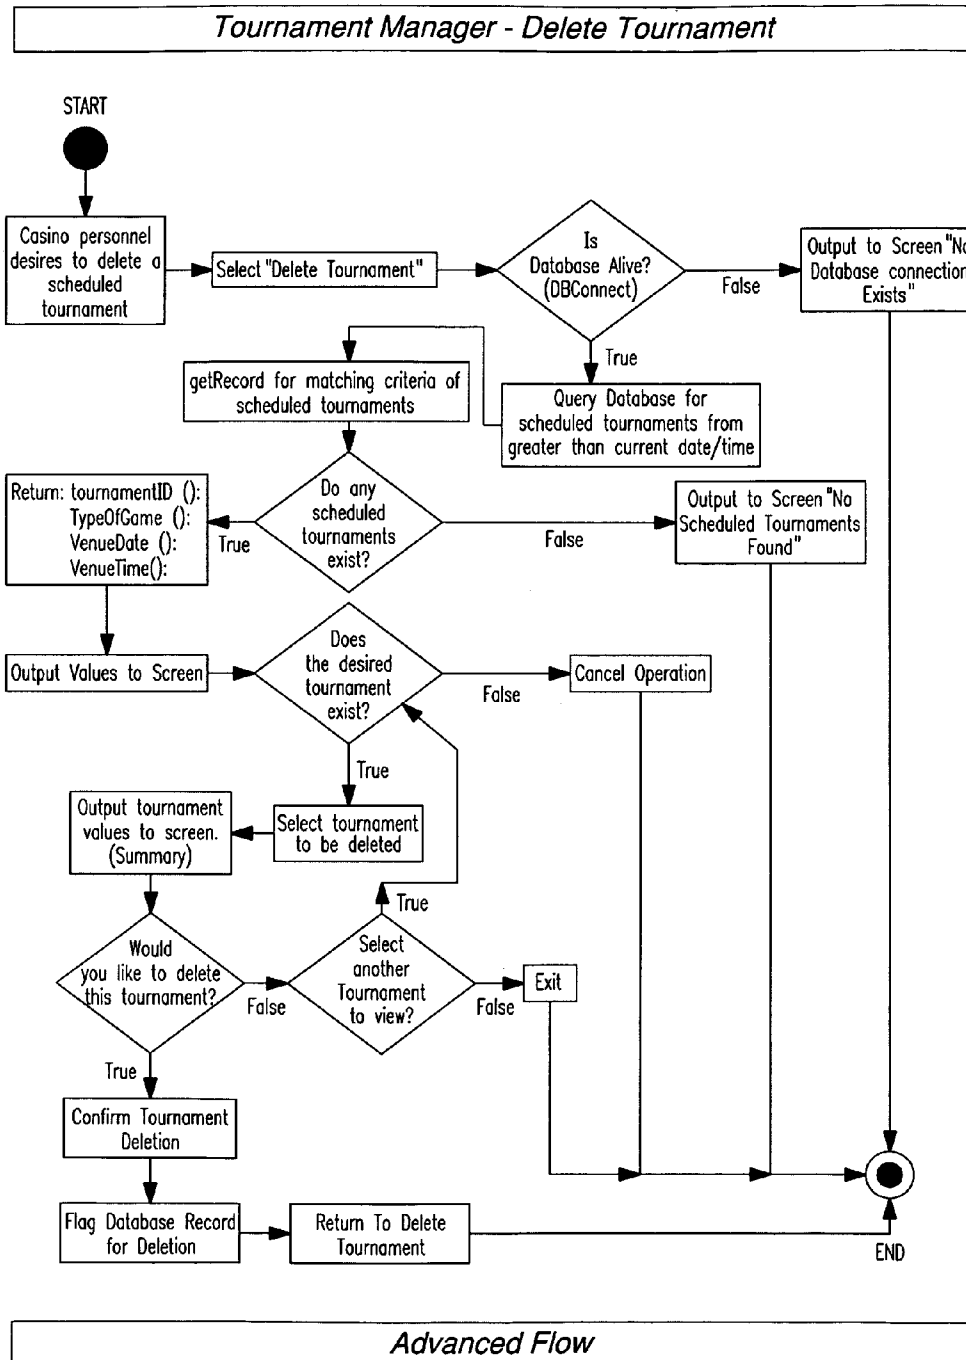 Tournament Manager - Delete Tournament
START
Casino personnel
desires to delete a
scheduled
tournament
Select "Delete Tournament"
Is
Database Alive?
(DBConnect)
False
Output to Screen "No
Database connection
Exists"
True
getRecord for matching criteria of
scheduled tournaments
Query Database for
scheduled tournaments from
greater than current date/time
Return: tournamentID ():
TypeOfGame ():
VenueDate ():
VenueTime():
True
Do any
scheduled
tournaments
exist?
False
Output to Screen "No
Scheduled Tournaments
Found"
Output Values to Screen
Does
the desired
tournament
exist?
False
Cancel Operation
True
Output tournament
values to screen.
(Summary)
Select tournament
to be deleted
True
Would
you like to delete
this tournament?
False
Select
another
Tournament
to view?
False
Exit
True
Confirm Tournament
Deletion
Flag Database Record
for Deletion
Return To Delete
Tournament
END
Advanced Flow